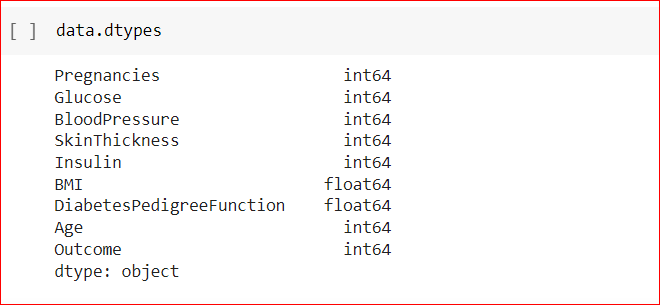 [ ] data.dtypes
Pregnancies int64
Glucose int64
BloodPressure int64
SkinThickness int64
Insulin int64
BMI float64
DiabetesPedigreeFunction float64
Age int64
Outcome int64
dtype: object